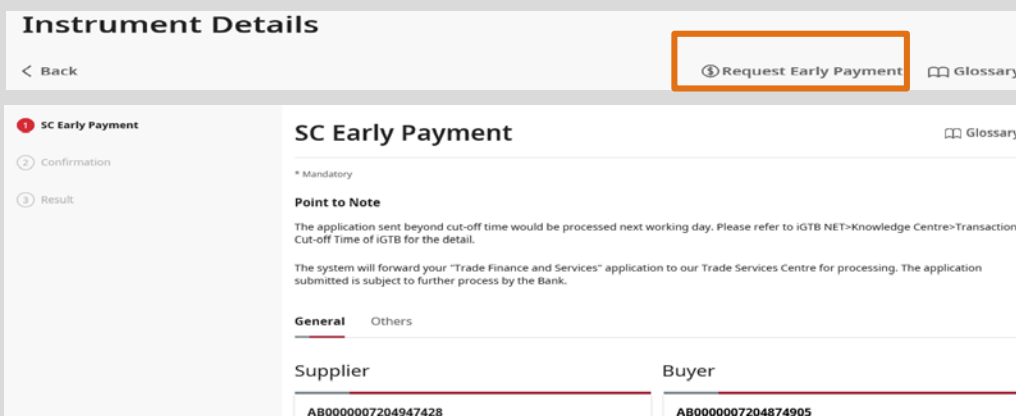 Instrument Details
< Back
Request Early Payment
Glossary
1 SC Early Payment
2 Confirmation
3 Result
SC Early Payment
Glossary
* Mandatory
Point to Note
The application sent beyond cut-off time would be processed next working day. Please refer to iGTB NET>Knowledge Centre>Transaction
Cut-off Time of iGTB for the detail.
The system will forward your "Trade Finance and Services" application to our Trade Services Centre for processing. The application
submitted is subject to further process by the Bank.
General Others
Supplier
Buyer
AB0000007204947428
AB0000007204874905